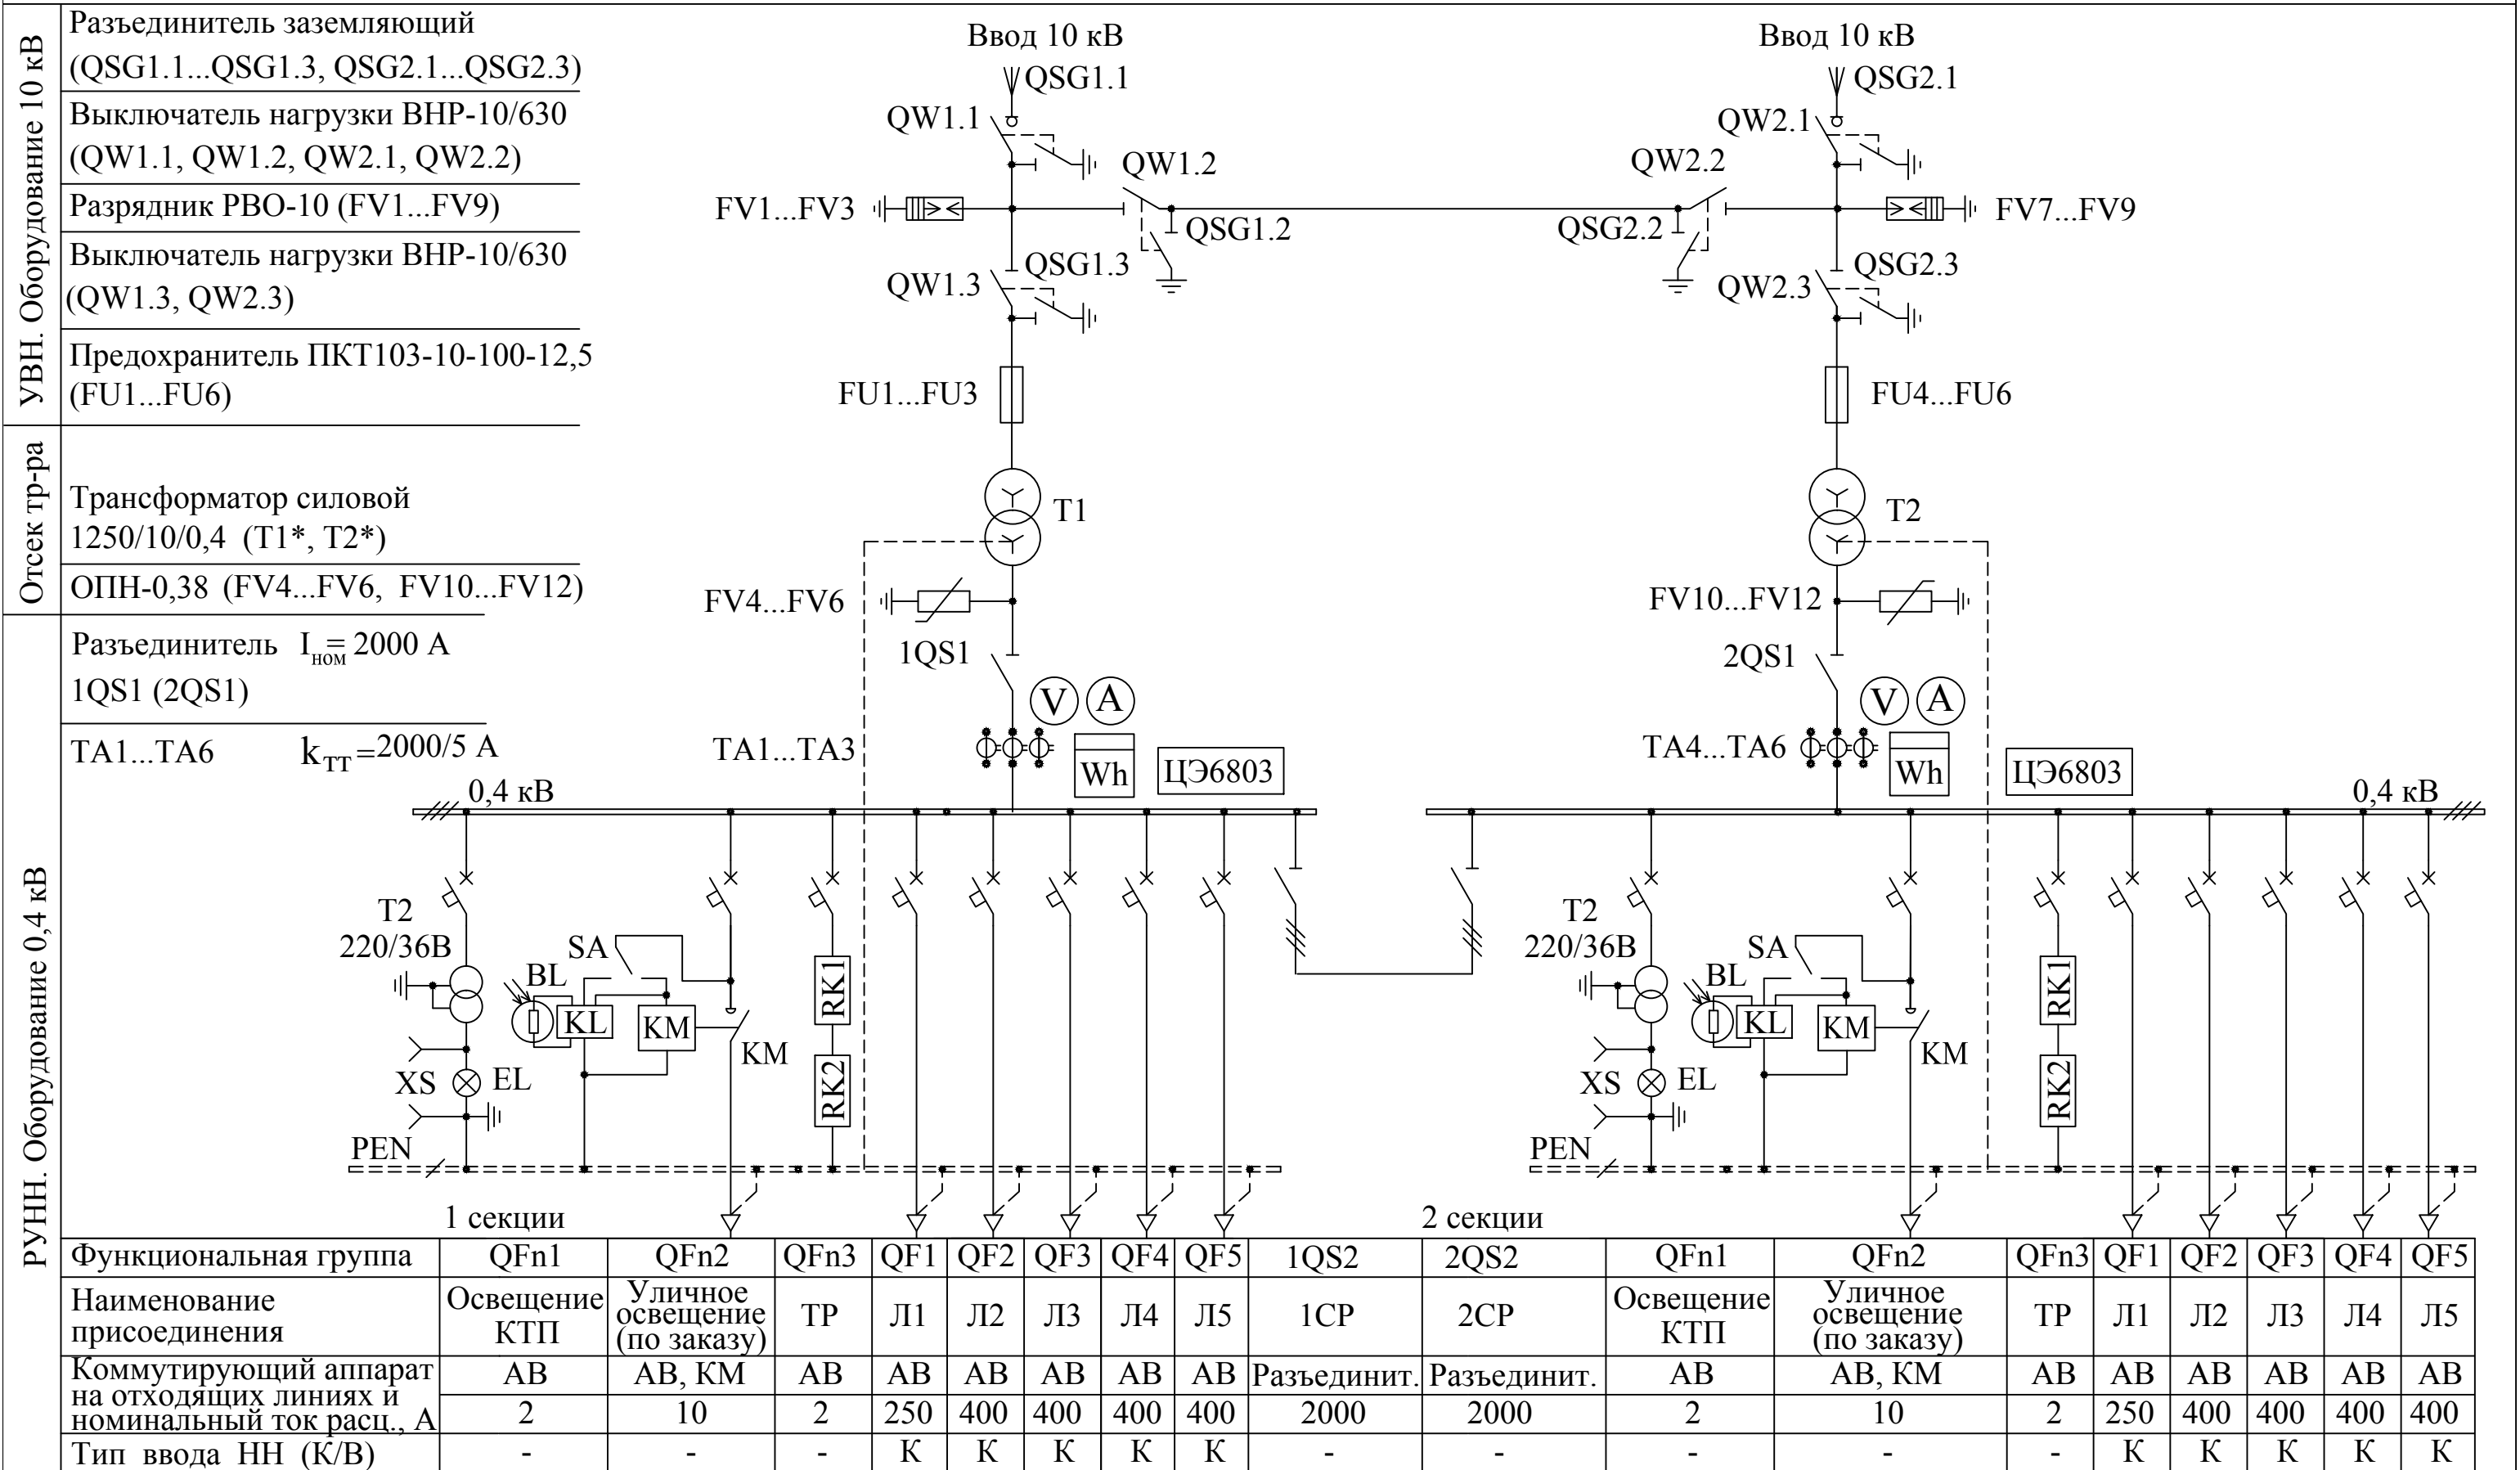 УВН. Оборудование 10 кВ
Разъединитель заземляющий
(QSG1.1...QSG1.3, QSG2.1...QSG2.3)
Выключатель нагрузки ВНР-10/630
(QW1.1, QW1.2, QW2.1, QW2.2)
Разрядник РВО-10 (FV1...FV9)
Выключатель нагрузки ВНР-10/630
(QW1.3, QW2.3)
Предохранитель ПКТ103-10-100-12,5
(FU1...FU6)
Отсек тр-ра
Трансформатор силовой
1250/10/0,4 (Т1*, Т2*)
ОПН-0,38 (FV4...FV6, FV10...FV12)
РУНН. Оборудование 0,4 кВ
Разъединитель Iном = 2000 А
1QS1 (2QS1)
ТА1...ТА6 kТТ = 2000/5 А
Ввод 10 кВ
QSG1.1
QW1.1
QW1.2
FV1...FV3
QSG1.2
QSG1.3
QW1.3
FU1...FU3
Т1
FV4...FV6
1QS1
V A
ТА1...ТА3
Wh
ЦЭ6803
0,4 кВ
Ввод 10 кВ
QSG2.1
QW2.1
QW2.2
FV7...FV9
QSG2.2
QSG2.3
QW2.3
FU4...FU6
Т2
FV10...FV12
2QS1
V A
ТА4...ТА6
Wh
ЦЭ6803
0,4 кВ
Т2
220/36В
SA
BL
KL
KM
KM
RK1
RK2
XS
EL
PEN
1 секции
Т2
220/36В
SA
BL
KL
KM
KM
RK1
RK2
XS
EL
PEN
2 секции
Функциональная группа QFn1 QFn2 QFn3 QF1 QF2 QF3 QF4 QF5 1QS2 2QS2 QFn1 QFn2 QFn3 QF1 QF2 QF3 QF4 QF5
Наименование
присоединения
Освещение
КТП
Уличное
освещение
(по заказу)
ТР Л1 Л2 Л3 Л4 Л5 1СР 2СР
Освещение
КТП
Уличное
освещение
(по заказу)
ТР Л1 Л2 Л3 Л4 Л5
Коммутирующий аппарат
на отходящих линиях и
номинальный ток расц., А
АВ АВ, КМ АВ АВ АВ АВ АВ АВ Разъединит. Разъединит. АВ АВ, КМ АВ АВ АВ АВ АВ АВ
2 10 2 250 400 400 400 400 2000 2000 2 10 2 250 400 400 400 400
Тип ввода НН (К/В) - - - К К К К К - - - - - К К К К К